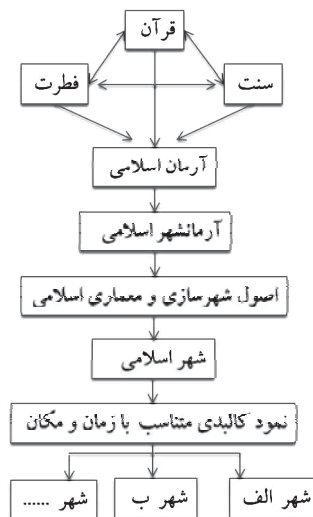 قرآن
سنت
فطرت
آرمان اسلامی
آرمانشهر اسلامی
اصول شهرسازی و معماری اسلامی
شهر اسلامی
نمود کالبدی متناسب با زمان و مکان
شهر الف
شهر ب
شهر ......